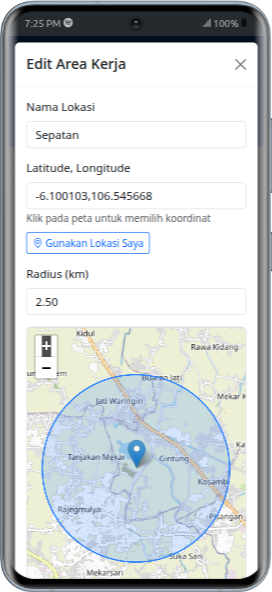 7:25 PM
100%
Edit Area Kerja
Nama Lokasi
Sepatan
Latitude, Longitude
-6.100103,106.545668
Klik pada peta untuk memilih koordinat
Gunakan Lokasi Saya
Radius (km)
2.50
Kidul
+
−
Rawa Kidang
Buaran Jati
Jati Waringin
Mekar
Tanjakan Mekar
Gintung
Kosambi
Rajegmulya
Pisangan
Suka Sari
Mekarsari